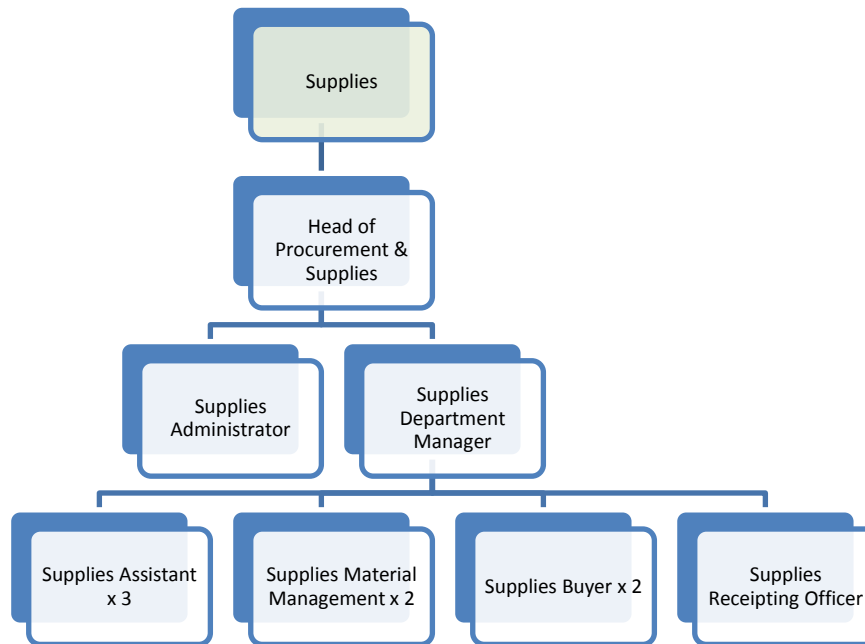 Supplies
Head of
Procurement &
Supplies
Supplies
Administrator
Supplies
Department
Manager
Supplies Assistant
x 3
Supplies Material
Management x 2
Supplies Buyer x 2
Supplies
Receipting Officer